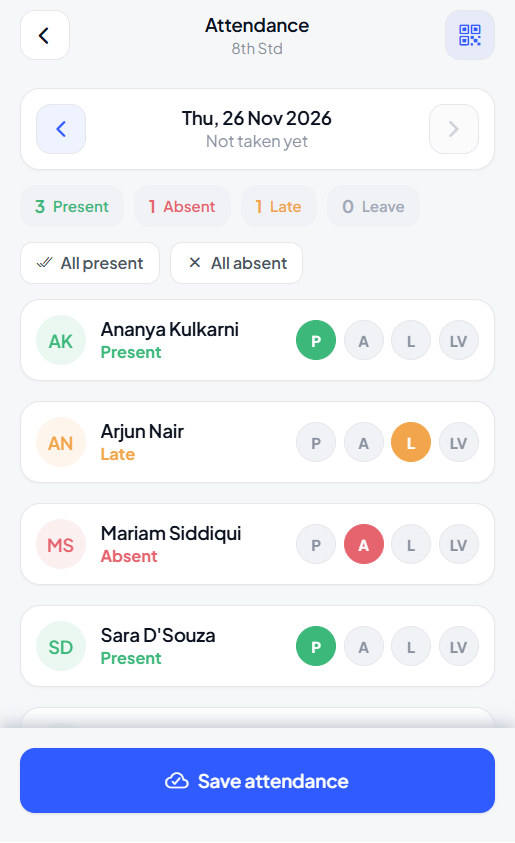 Attendance
8th Std
Thu, 26 Nov 2026
Not taken yet
3 Present 1 Absent 1 Late 0 Leave
All present All absent
AK Ananya Kulkarni P A L LV
Present
AN Arjun Nair P A L LV
Late
MS Mariam Siddiqui P A L LV
Absent
SD Sara D'Souza P A L LV
Present
Save attendance